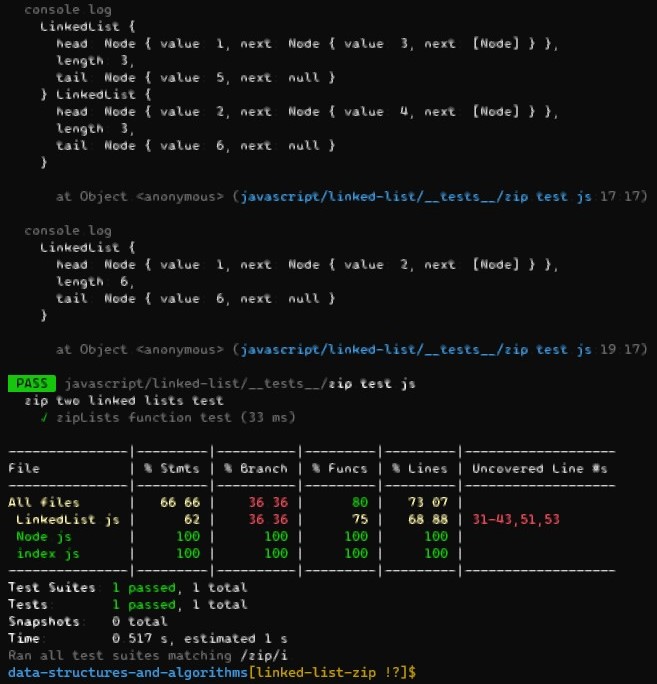 console log
LinkedList {
head Node { value 1, next Node { value 3, next [Node] } },
length 3,
tail Node { value 5, next null }
} LinkedList {
head Node { value 2, next Node { value 4, next [Node] } },
length 3,
tail Node { value 6, next null }
}
at Object <anonymous> (javascript/linked-list/__tests__/zip test js 17 17)
console log
LinkedList {
head Node { value 1, next Node { value 2, next [Node] } },
length 6,
tail Node { value 6, next null }
}
at Object <anonymous> (javascript/linked-list/__tests__/zip test js 19 17)
PASS javascript/linked-list/__tests__/zip test js
zip two linked lists test
✓ zipLists function test (33 ms)
---------------|---------|----------|---------|---------|-------------------
File | % Stmts | % Branch | % Funcs | % Lines | Uncovered Line #s
---------------|---------|----------|---------|---------|-------------------
All files | 66 66 | 36 36 | 80 | 73 07 |
LinkedList js | 62 | 36 36 | 75 | 68 88 | 31-43,51,53
Node js | 100 | 100 | 100 | 100 |
index js | 100 | 100 | 100 | 100 |
---------------|---------|----------|---------|---------|-------------------
Test Suites: 1 passed, 1 total
Tests: 1 passed, 1 total
Snapshots: 0 total
Time: 0.517 s, estimated 1 s
Ran all test suites matching /zip/i
data-structures-and-algorithms[linked-list-zip !?]$